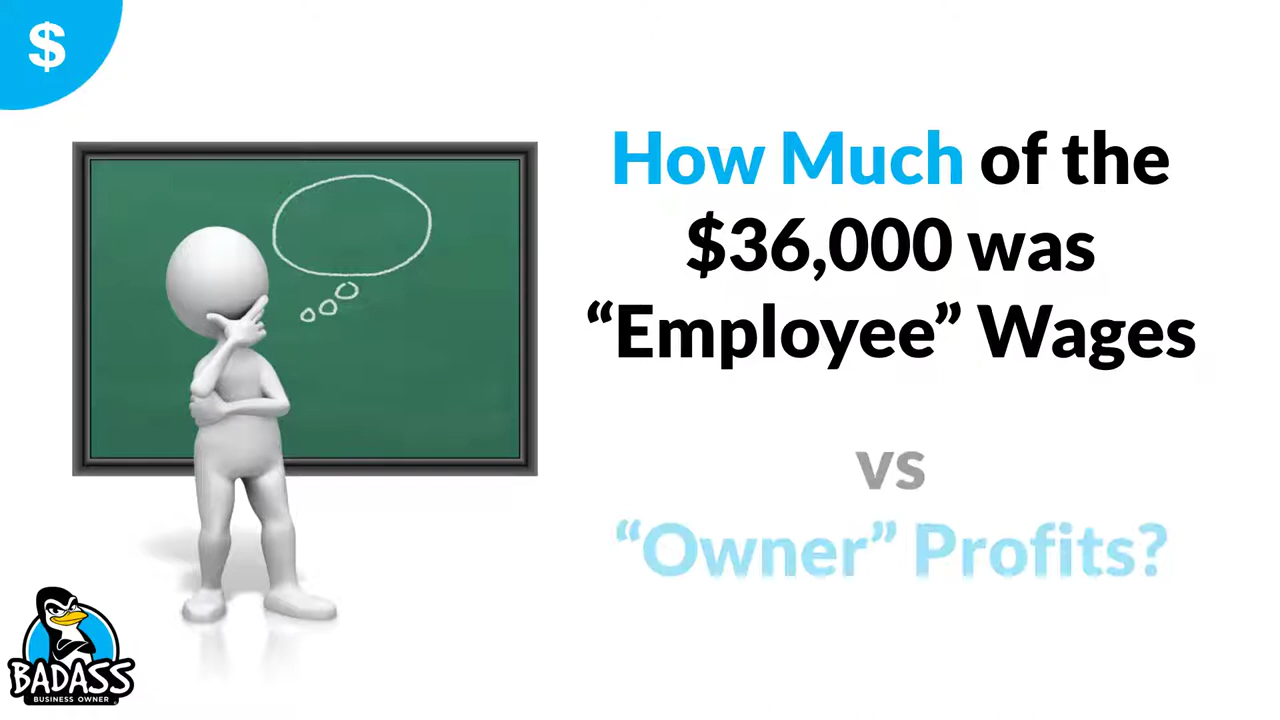 $
How Much of the
$36,000 was
“Employee” Wages
vs
“Owner” Profits?
BADASS
BUSINESS OWNER